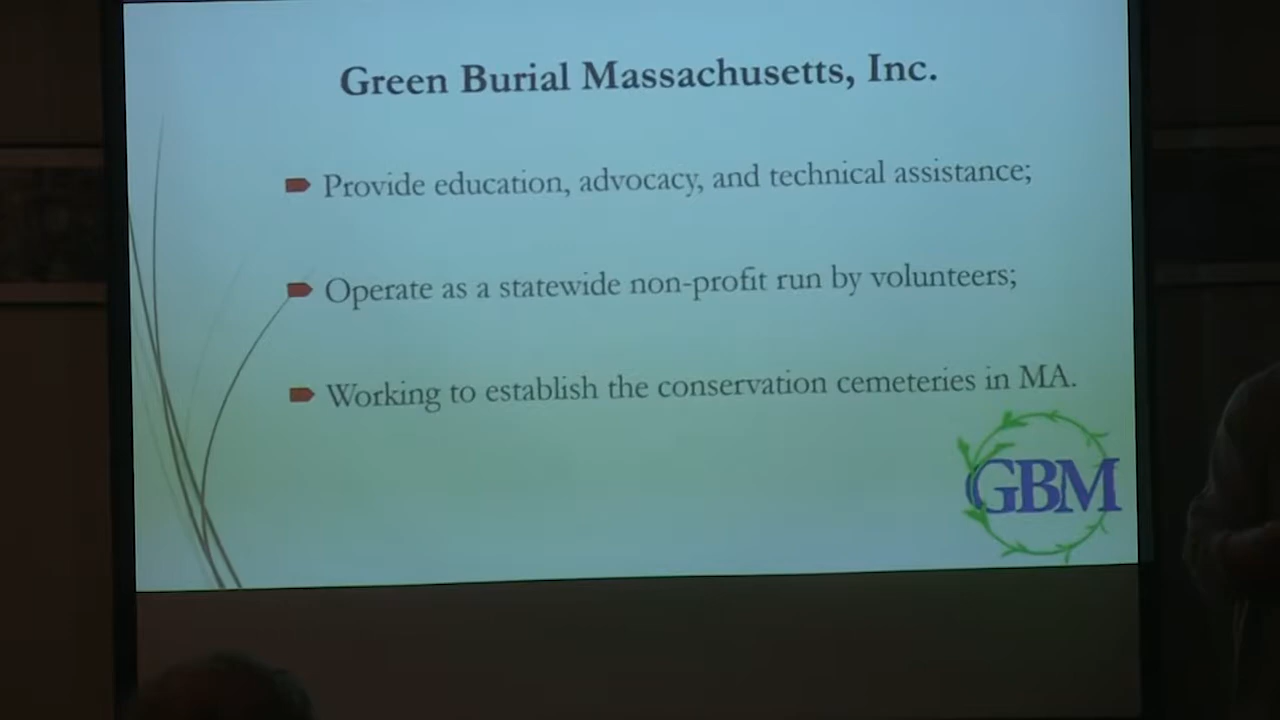 Green Burial Massachusetts, Inc.
Provide education, advocacy, and technical assistance;
Operate as a statewide non-profit run by volunteers;
Working to establish the conservation cemeteries in MA.
GBM